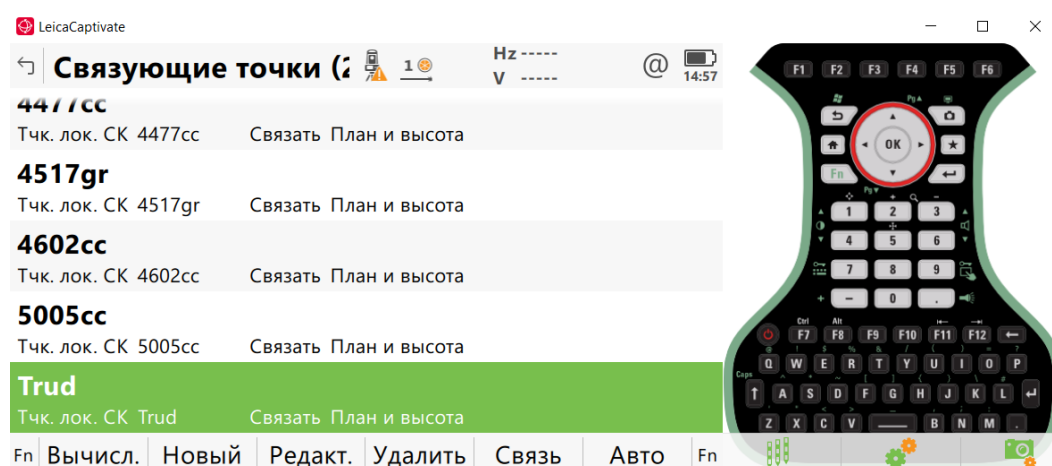 LeicaCaptivate
Связующие точки (2
1
Hz -----
V -----
@
14:57
4477cc
Тчк. лок. СК 4477cc Связать План и высота
4517gr
Тчк. лок. СК 4517gr Связать План и высота
4602cc
Тчк. лок. СК 4602cc Связать План и высота
5005cc
Тчк. лок. СК 5005cc Связать План и высота
Trud
Тчк. лок. СК Trud Связать План и высота
Fn Вычисл. Новый Редакт. Удалить Связь Авто Fn
F1 F2 F3 F4 F5 F6
Pg
OK
Fn
Pg
1 2 3
4 5 6
7 8 9
+ - 0 .
Ctrl Alt
F7 F8 F9 F10 F11 F12
@ ! $ % & / ( ) = ?
Q W E R T Y U I O P
Caps
A S D F G H J K L
Z X C V B N M .